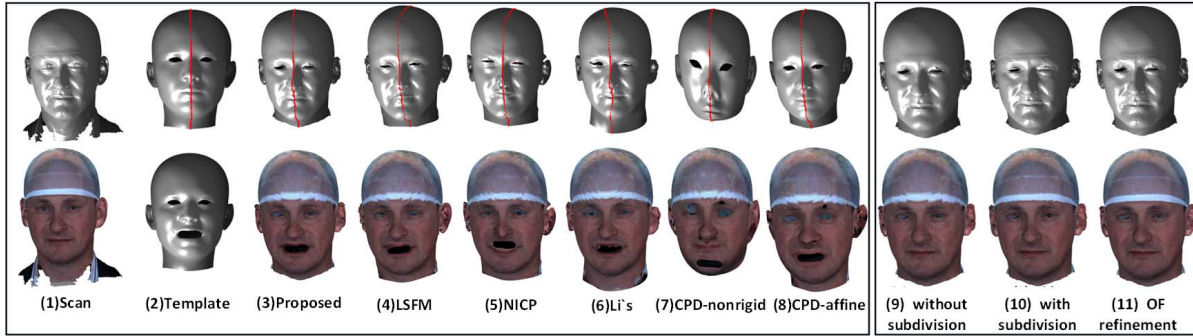 (1)Scan
(2)Template
(3)Proposed
(4)LSFM
(5)NICP
(6)Li`s
(7)CPD-nonrigid
(8)CPD-affine
(9) without
subdivision
(10) with
subdivision
(11) OF
refinement